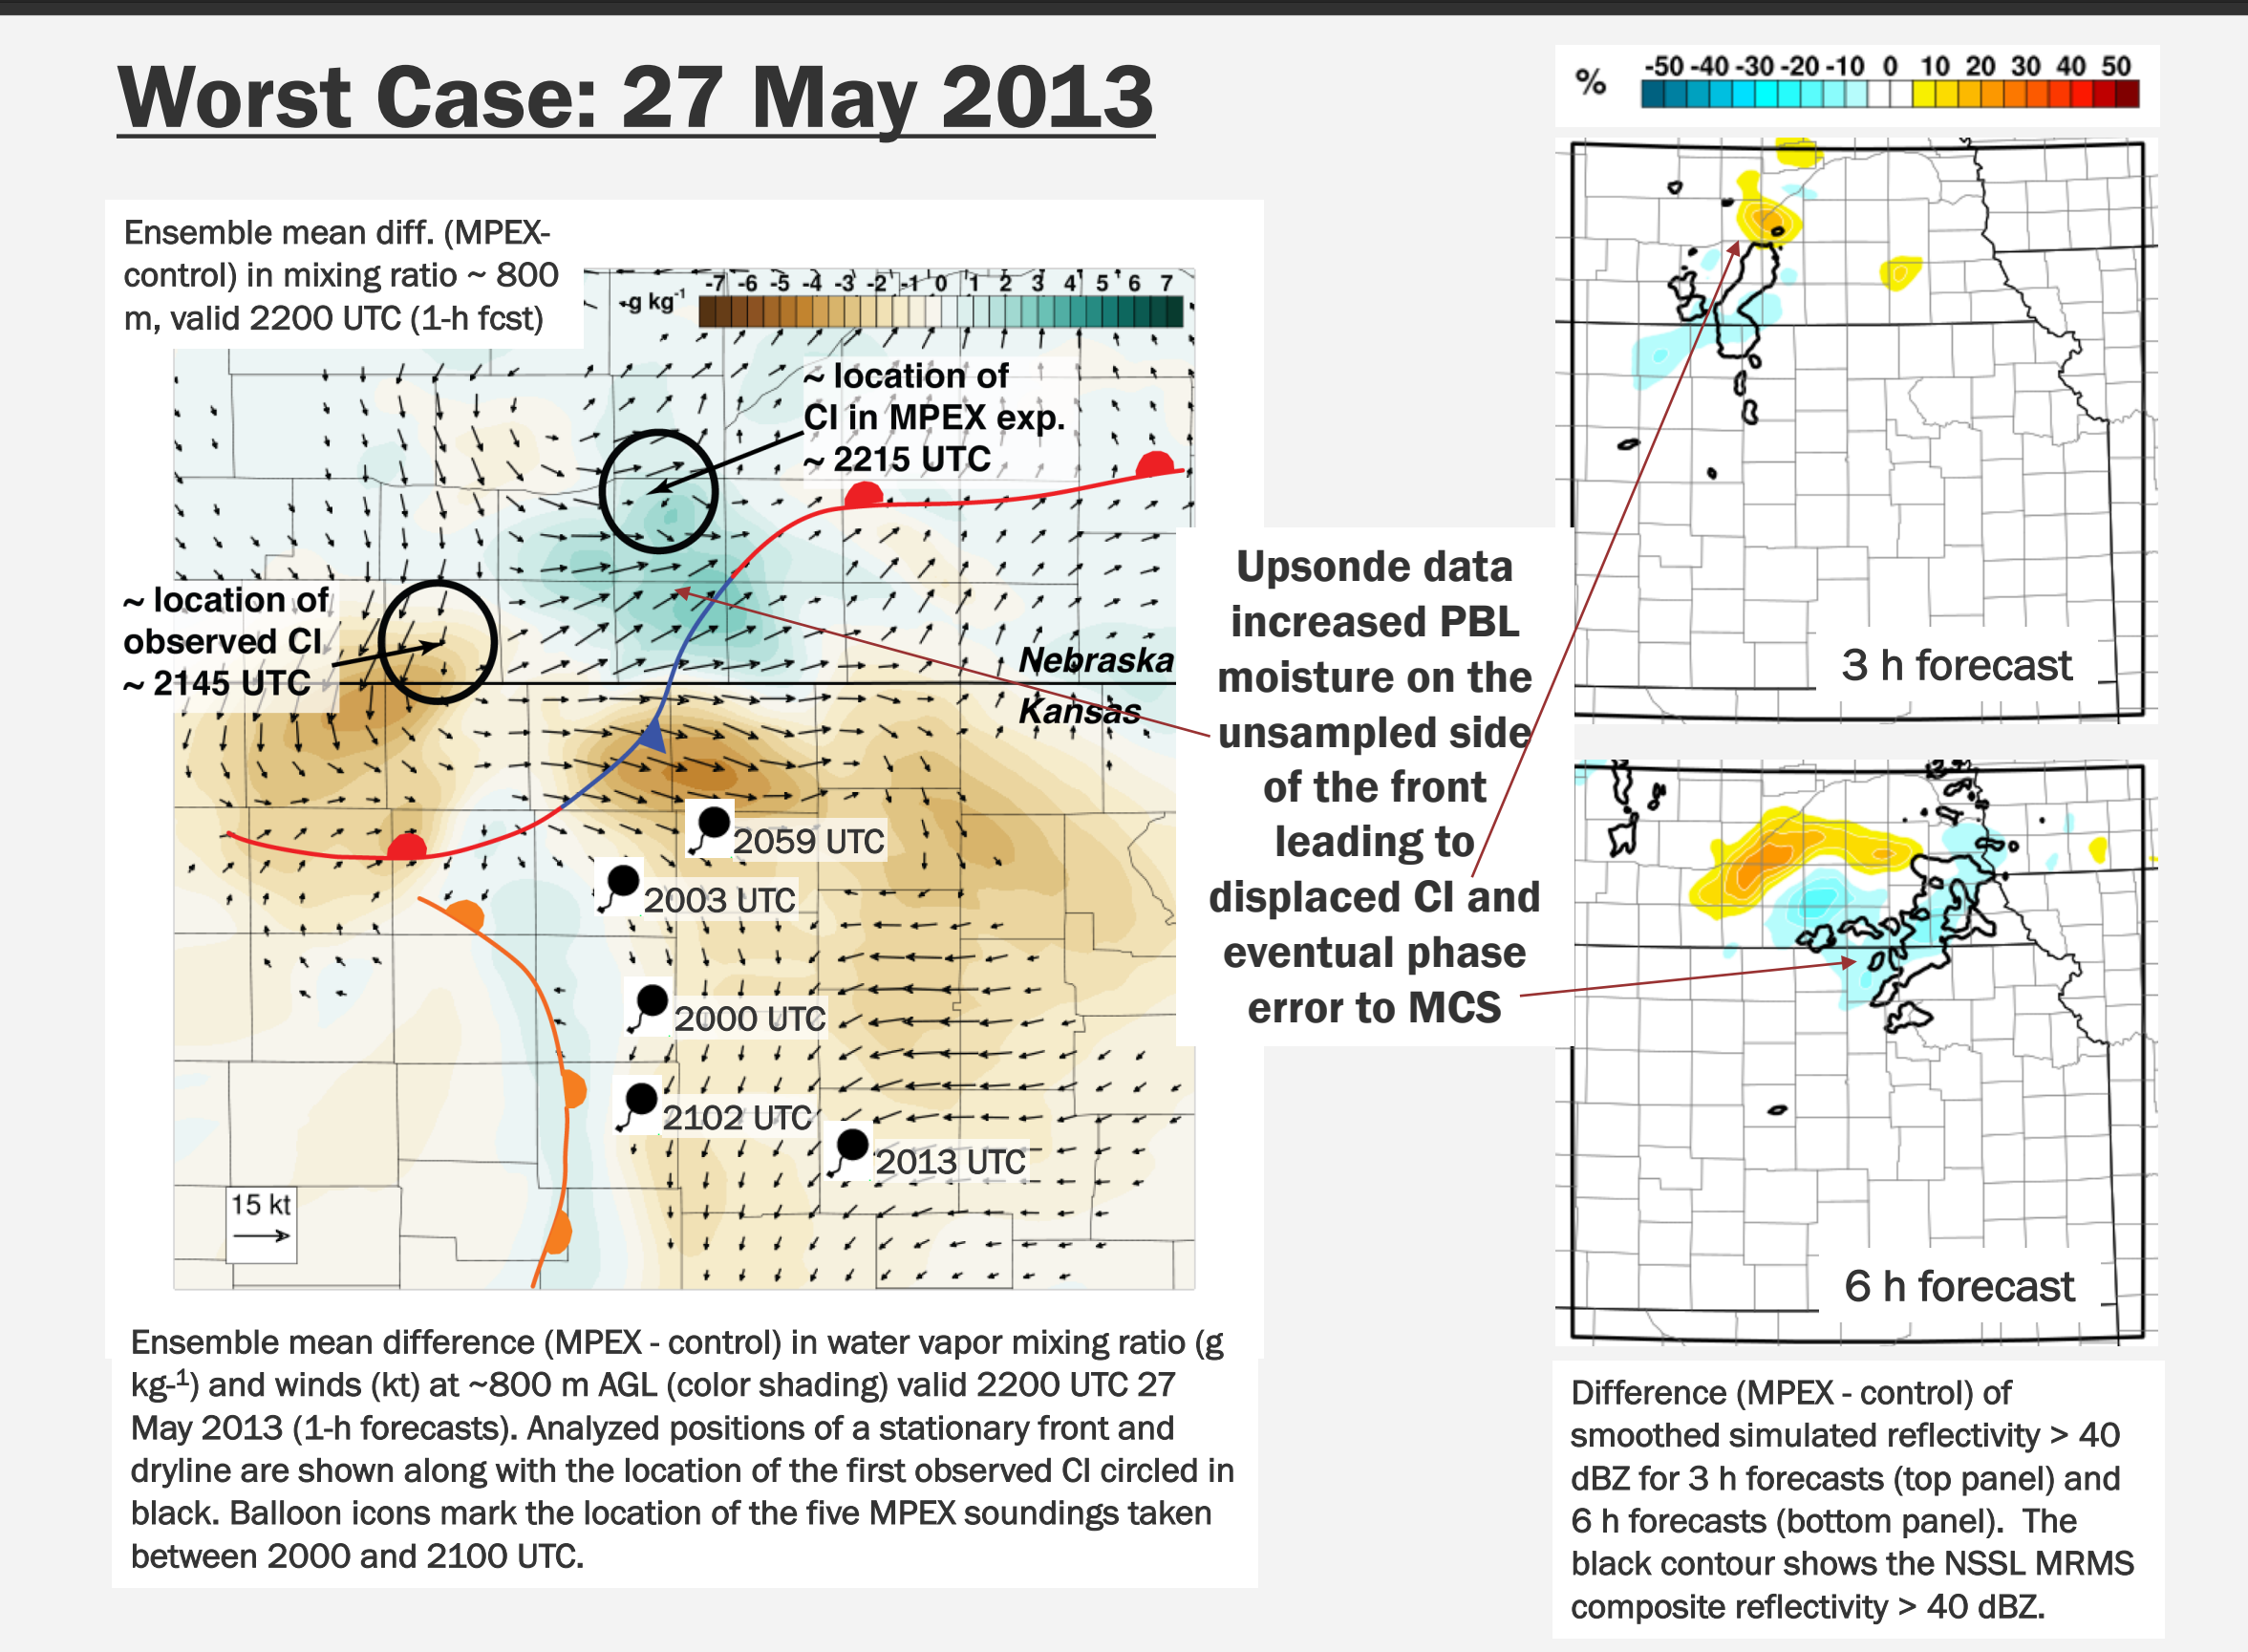 Worst Case: 27 May 2013
Ensemble mean diff. (MPEX-
control) in mixing ratio ~ 800
m, valid 2200 UTC (1-h fcst)
g kg-1
-7 -6 -5 -4 -3 -2 -1 0 1 2 3 4 5 6 7
~ location of
CI in MPEX exp.
~ 2215 UTC
~ location of
observed CI
~ 2145 UTC
Nebraska
Kansas
2059 UTC
2003 UTC
2000 UTC
2102 UTC
2013 UTC
15 kt
Ensemble mean difference (MPEX - control) in water vapor mixing ratio (g
kg-1) and winds (kt) at ~800 m AGL (color shading) valid 2200 UTC 27
May 2013 (1-h forecasts). Analyzed positions of a stationary front and
dryline are shown along with the location of the first observed CI circled in
black. Balloon icons mark the location of the five MPEX soundings taken
between 2000 and 2100 UTC.
Upsonde data
increased PBL
moisture on the
unsampled side
of the front
leading to
displaced CI and
eventual phase
error to MCS
% -50 -40 -30 -20 -10 0 10 20 30 40 50
3 h forecast
6 h forecast
Difference (MPEX - control) of
smoothed simulated reflectivity > 40
dBZ for 3 h forecasts (top panel) and
6 h forecasts (bottom panel). The
black contour shows the NSSL MRMS
composite reflectivity > 40 dBZ.